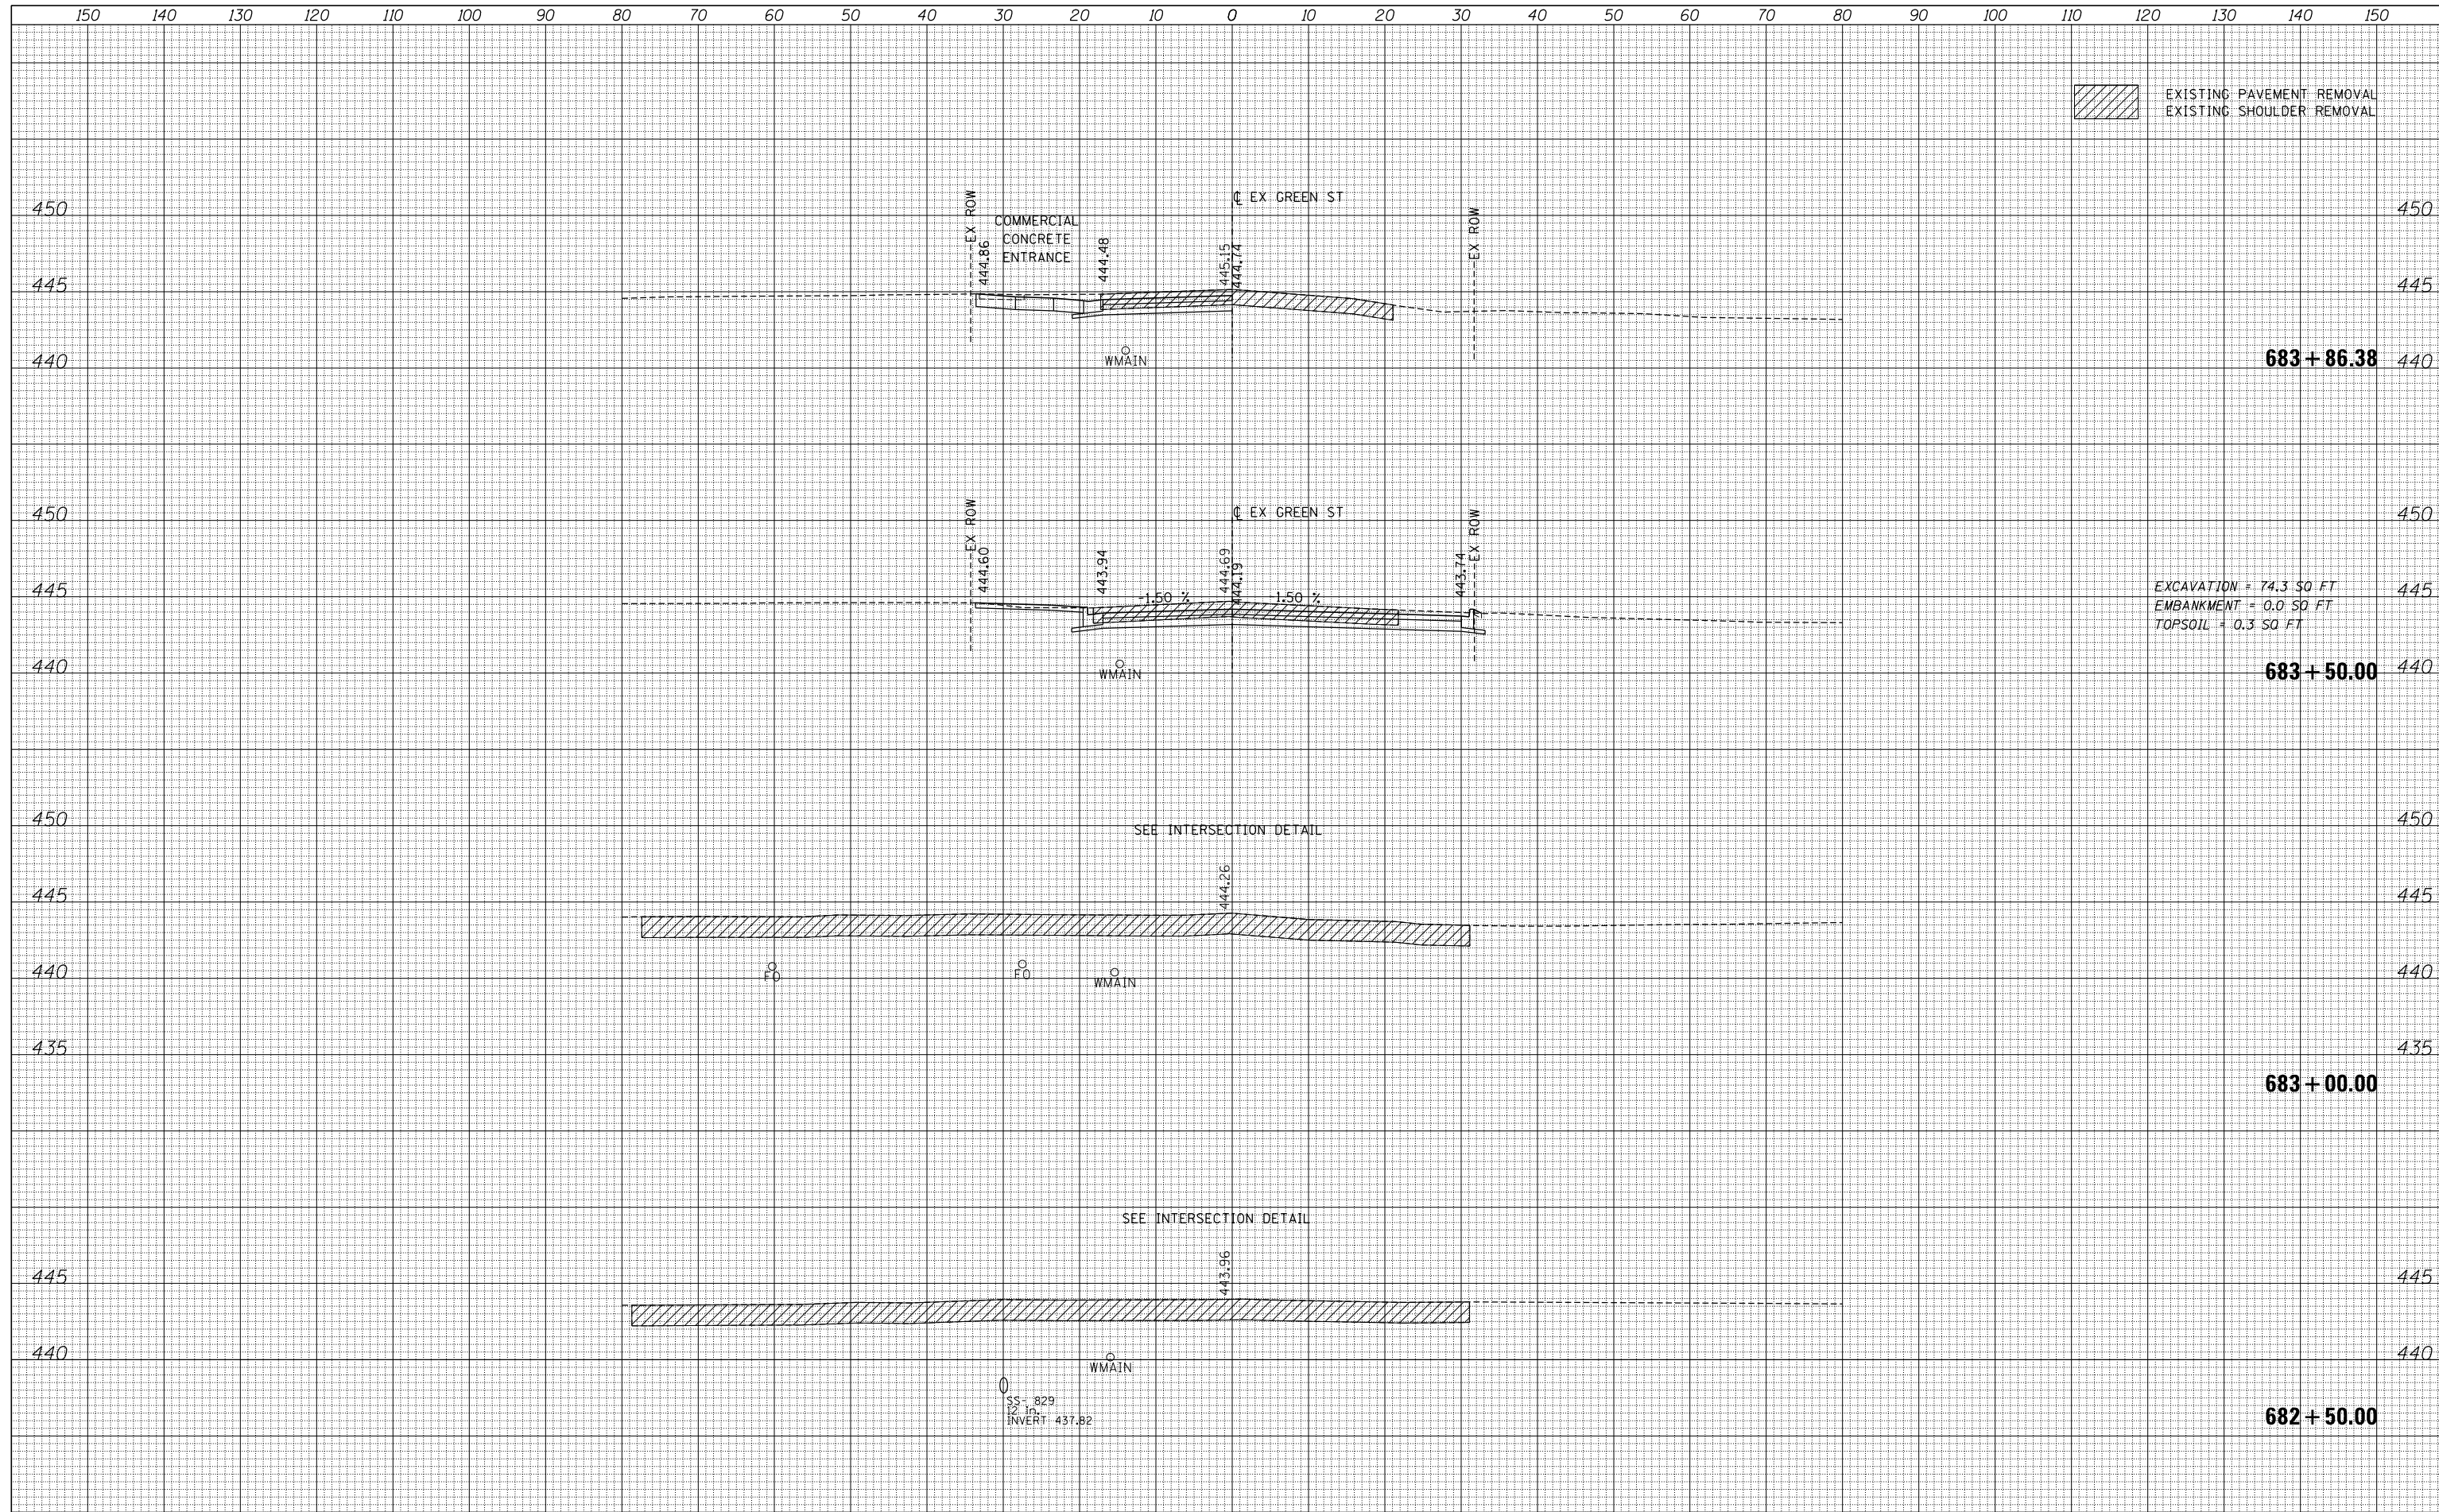 150 140 130 120 110 100 90 80 70 60 50 40 30 20 10 0 10 20 30 40 50 60 70 80 90 100 110 120 130 140 150
EXISTING PAVEMENT REMOVAL
EXISTING SHOULDER REMOVAL
450
EX ROW
COMMERCIAL
CONCRETE
ENTRANCE
444.86
444.48
℄ EX GREEN ST
445.15
444.74
EX ROW
450
445
445
WMAIN
440
683+86.38
440
450
EX ROW
444.60
443.94
℄ EX GREEN ST
444.69
444.19
443.74
EX ROW
450
445
-1.50 %
1.50 %
445
EXCAVATION = 74.3 SQ FT
EMBANKMENT = 0.0 SQ FT
TOPSOIL = 0.3 SQ FT
WMAIN
440
683+50.00
440
450
SEE INTERSECTION DETAIL
450
444.26
445
445
FO
FO
WMAIN
440
440
435
435
683+00.00
SEE INTERSECTION DETAIL
443.96
445
445
440
WMAIN
440
SS- 829
12 in.
INVERT 437.82
682+50.00